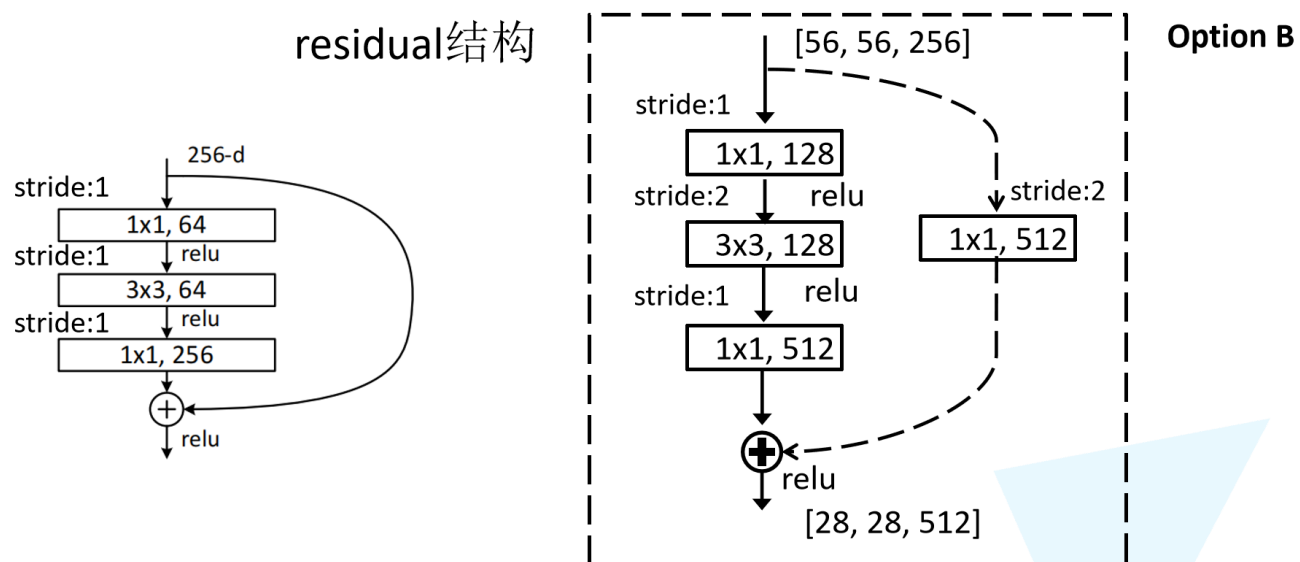 residual结构
256-d
stride:1
1x1, 64
relu
stride:1
3x3, 64
relu
stride:1
1x1, 256
relu
Option B
[56, 56, 256]
stride:1
1x1, 128
relu
stride:2
3x3, 128
relu
stride:1
1x1, 512
stride:2
1x1, 512
relu
[28, 28, 512]